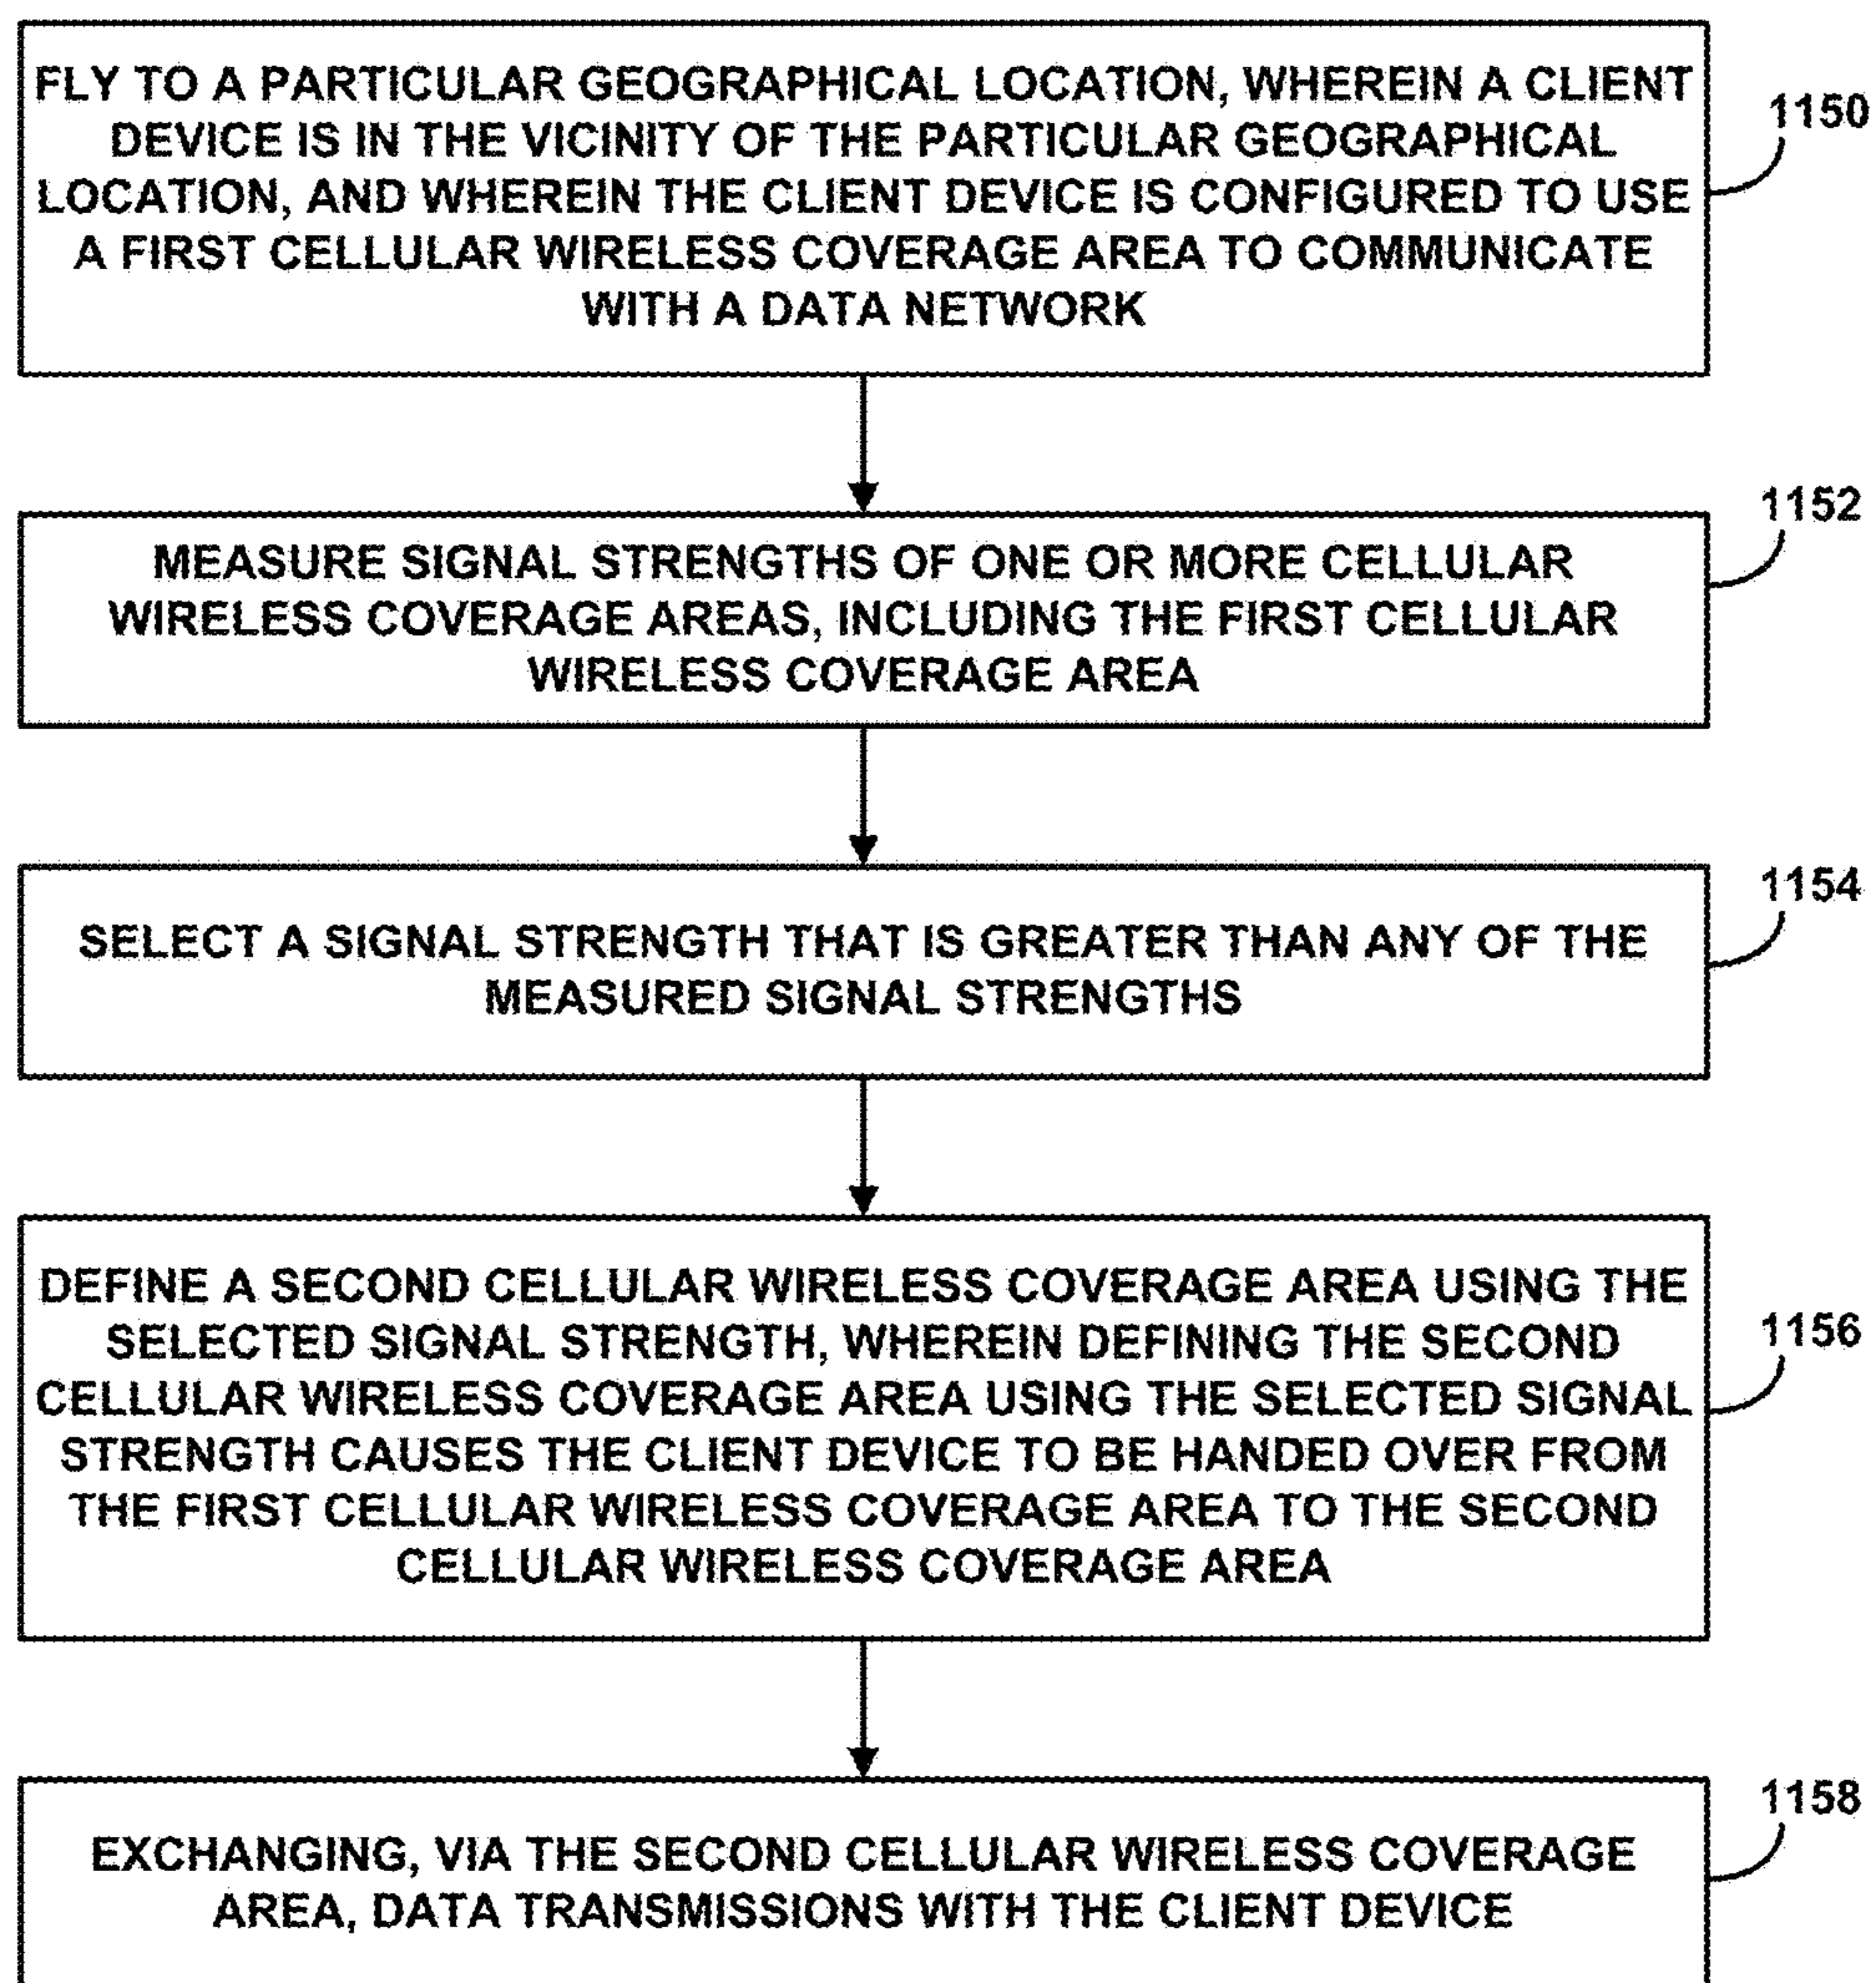 FLY TO A PARTICULAR GEOGRAPHICAL LOCATION, WHEREIN A CLIENT
DEVICE IS IN THE VICINITY OF THE PARTICULAR GEOGRAPHICAL
LOCATION, AND WHEREIN THE CLIENT DEVICE IS CONFIGURED TO USE
A FIRST CELLULAR WIRELESS COVERAGE AREA TO COMMUNICATE
WITH A DATA NETWORK
1150
MEASURE SIGNAL STRENGTHS OF ONE OR MORE CELLULAR
WIRELESS COVERAGE AREAS, INCLUDING THE FIRST CELLULAR
WIRELESS COVERAGE AREA
1152
SELECT A SIGNAL STRENGTH THAT IS GREATER THAN ANY OF THE
MEASURED SIGNAL STRENGTHS
1154
DEFINE A SECOND CELLULAR WIRELESS COVERAGE AREA USING THE
SELECTED SIGNAL STRENGTH, WHEREIN DEFINING THE SECOND
CELLULAR WIRELESS COVERAGE AREA USING THE SELECTED SIGNAL
STRENGTH CAUSES THE CLIENT DEVICE TO BE HANDED OVER FROM
THE FIRST CELLULAR WIRELESS COVERAGE AREA TO THE SECOND
CELLULAR WIRELESS COVERAGE AREA
1156
EXCHANGING, VIA THE SECOND CELLULAR WIRELESS COVERAGE
AREA, DATA TRANSMISSIONS WITH THE CLIENT DEVICE
1158